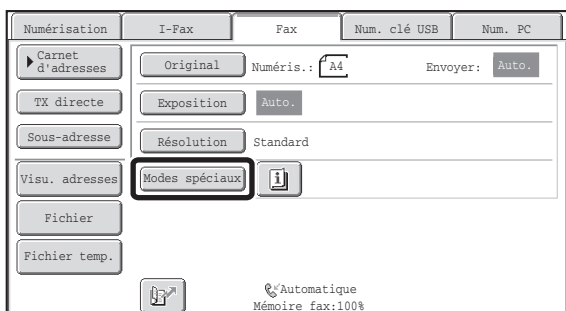 Numérisation
I-Fax
Fax
Num. clé USB
Num. PC
Carnet
d'adresses
Original
Numéris.:
A4
Envoyer:
Auto.
TX directe
Exposition
Auto.
Sous-adresse
Résolution
Standard
Visu. adresses
Modes spéciaux
Fichier
Fichier temp.
Automatique
Mémoire fax:100%